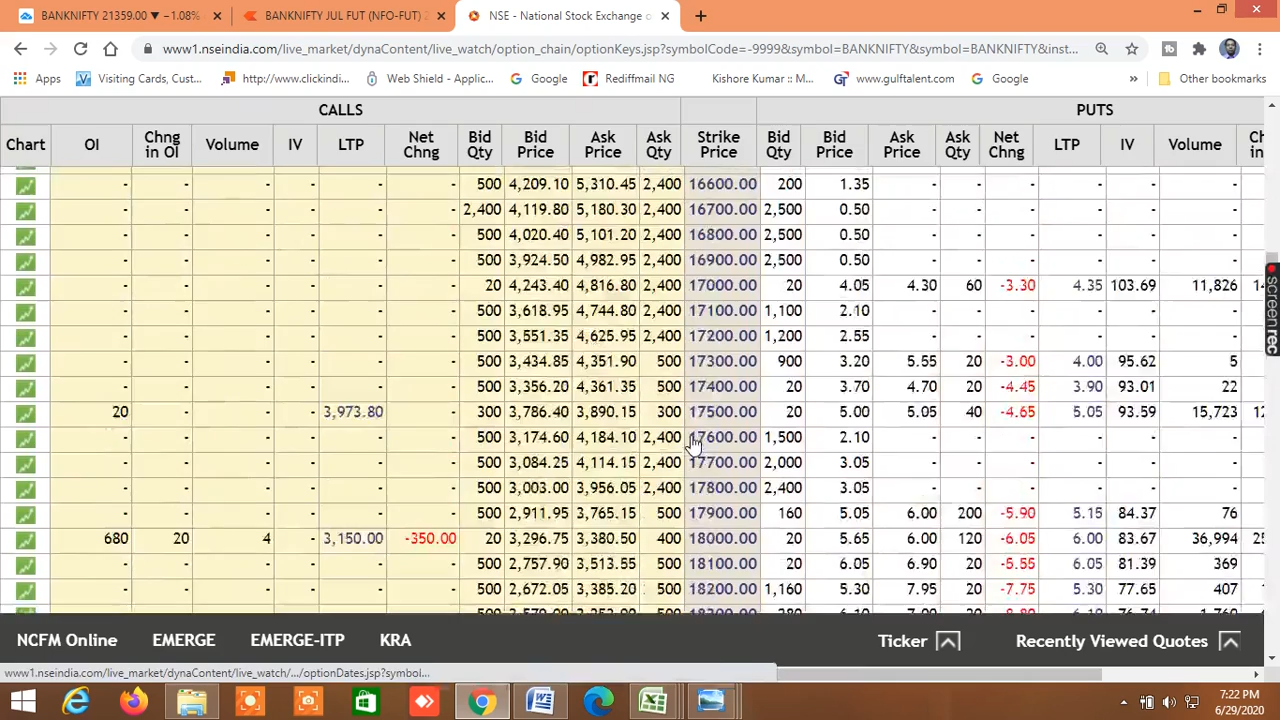 BANKNIFTY 21359.00 ▼ −1.08% BANKNIFTY JUL FUT (NFO-FUT) NSE - National Stock Exchange o
www1.nseindia.com/live_market/dynaContent/live_watch/option_chain/optionKeys.jsp?symbolCode=-9999&symbol=BANKNIFTY&symbol=BANKNIFTY&inst...
Apps Visiting Cards, Cust... http://www.clickindi... Web Shield - Applic... Google Rediffmail NG Kishore Kumar :: M... www.gulftalent.com Google » Other bookmarks
CALLS PUTS
Chart OI Chng in OI Volume IV LTP Net Chng Bid Qty Bid Price Ask Price Ask Qty Strike Price Bid Qty Bid Price Ask Price Ask Qty Net Chng LTP IV Volume
- - - - - - 500 4,209.10 5,310.45 2,400 16600.00 200 1.35 - - - - - -
- - - - - - 2,400 4,119.80 5,180.30 2,400 16700.00 2,500 0.50 - - - - - -
- - - - - - 500 4,020.40 5,101.20 2,400 16800.00 2,500 0.50 - - - - - -
- - - - - - 500 3,924.50 4,982.95 2,400 16900.00 2,500 0.50 - - - - - -
- - - - - - 20 4,243.40 4,816.80 2,400 17000.00 20 4.05 4.30 60 -3.30 4.35 103.69 11,826
- - - - - - 500 3,618.95 4,744.80 2,400 17100.00 1,100 2.10 - - - - - -
- - - - - - 500 3,551.35 4,625.95 2,400 17200.00 1,200 2.55 - - - - - -
- - - - - - 500 3,434.85 4,351.90 500 17300.00 900 3.20 5.55 20 -3.00 4.00 95.62 5
- - - - - - 500 3,356.20 4,361.35 500 17400.00 20 3.70 4.70 20 -4.45 3.90 93.01 22
20 - - - 3,973.80 - 300 3,786.40 3,890.15 300 17500.00 20 5.00 5.05 40 -4.65 5.05 93.59 15,723
- - - - - - 500 3,174.60 4,184.10 2,400 17600.00 1,500 2.10 - - - - - -
- - - - - - 500 3,084.25 4,114.15 2,400 17700.00 2,000 3.05 - - - - - -
- - - - - - 500 3,003.00 3,956.05 2,400 17800.00 2,400 3.05 - - - - - -
- - - - - - 500 2,911.95 3,765.15 500 17900.00 160 5.05 6.00 200 -5.90 5.15 84.37 76
680 20 4 - 3,150.00 -350.00 20 3,296.75 3,380.50 400 18000.00 20 5.65 6.00 120 -6.05 6.00 83.67 36,994
- - - - - - 500 2,757.90 3,513.55 500 18100.00 20 6.05 6.90 20 -5.55 6.05 81.39 369
- - - - - - 500 2,672.05 3,385.20 500 18200.00 1,160 5.30 7.95 20 -7.75 5.30 77.65 407
screenrec
NCFM Online EMERGE EMERGE-ITP KRA Ticker Recently Viewed Quotes
www1.nseindia.com/live_market/dynaContent/live_watch/.../optionDates.jsp?symbol...
7:22 PM
6/29/2020